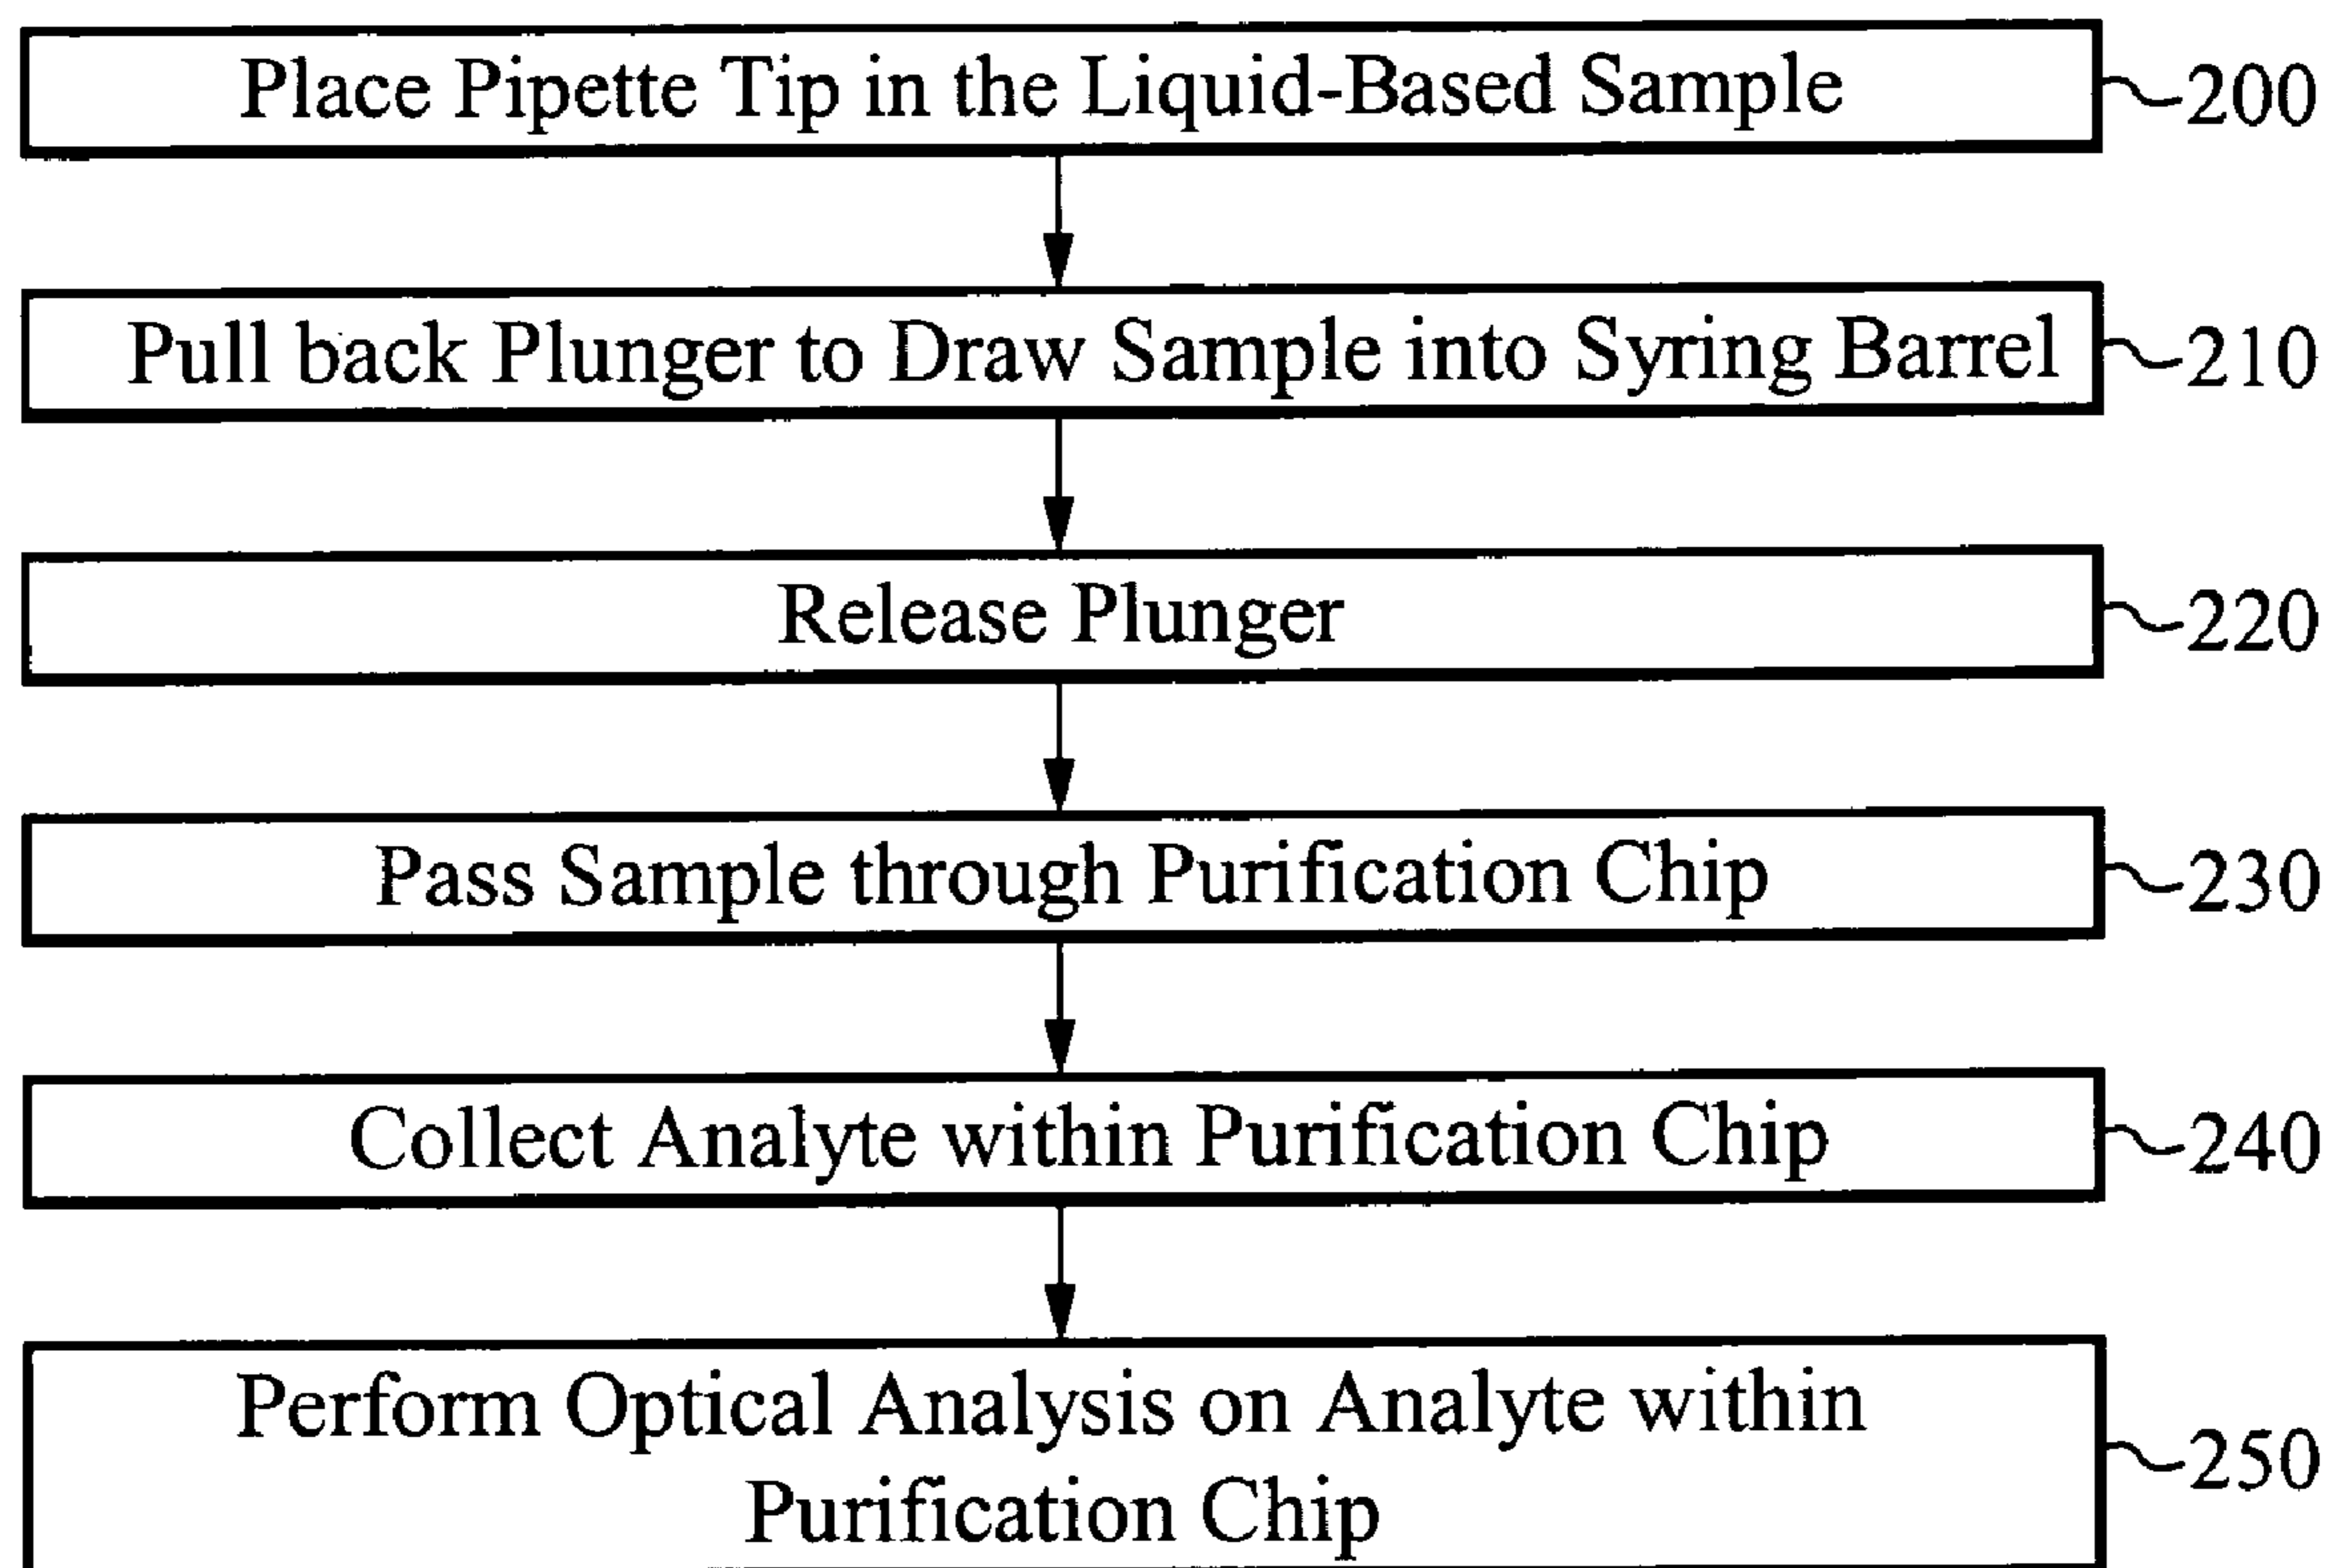 Place Pipette Tip in the Liquid-Based Sample 200
Pull back Plunger to Draw Sample into Syring Barrel 210
Release Plunger 220
Pass Sample through Purification Chip 230
Collect Analyte within Purification Chip 240
Perform Optical Analysis on Analyte within
Purification Chip 250